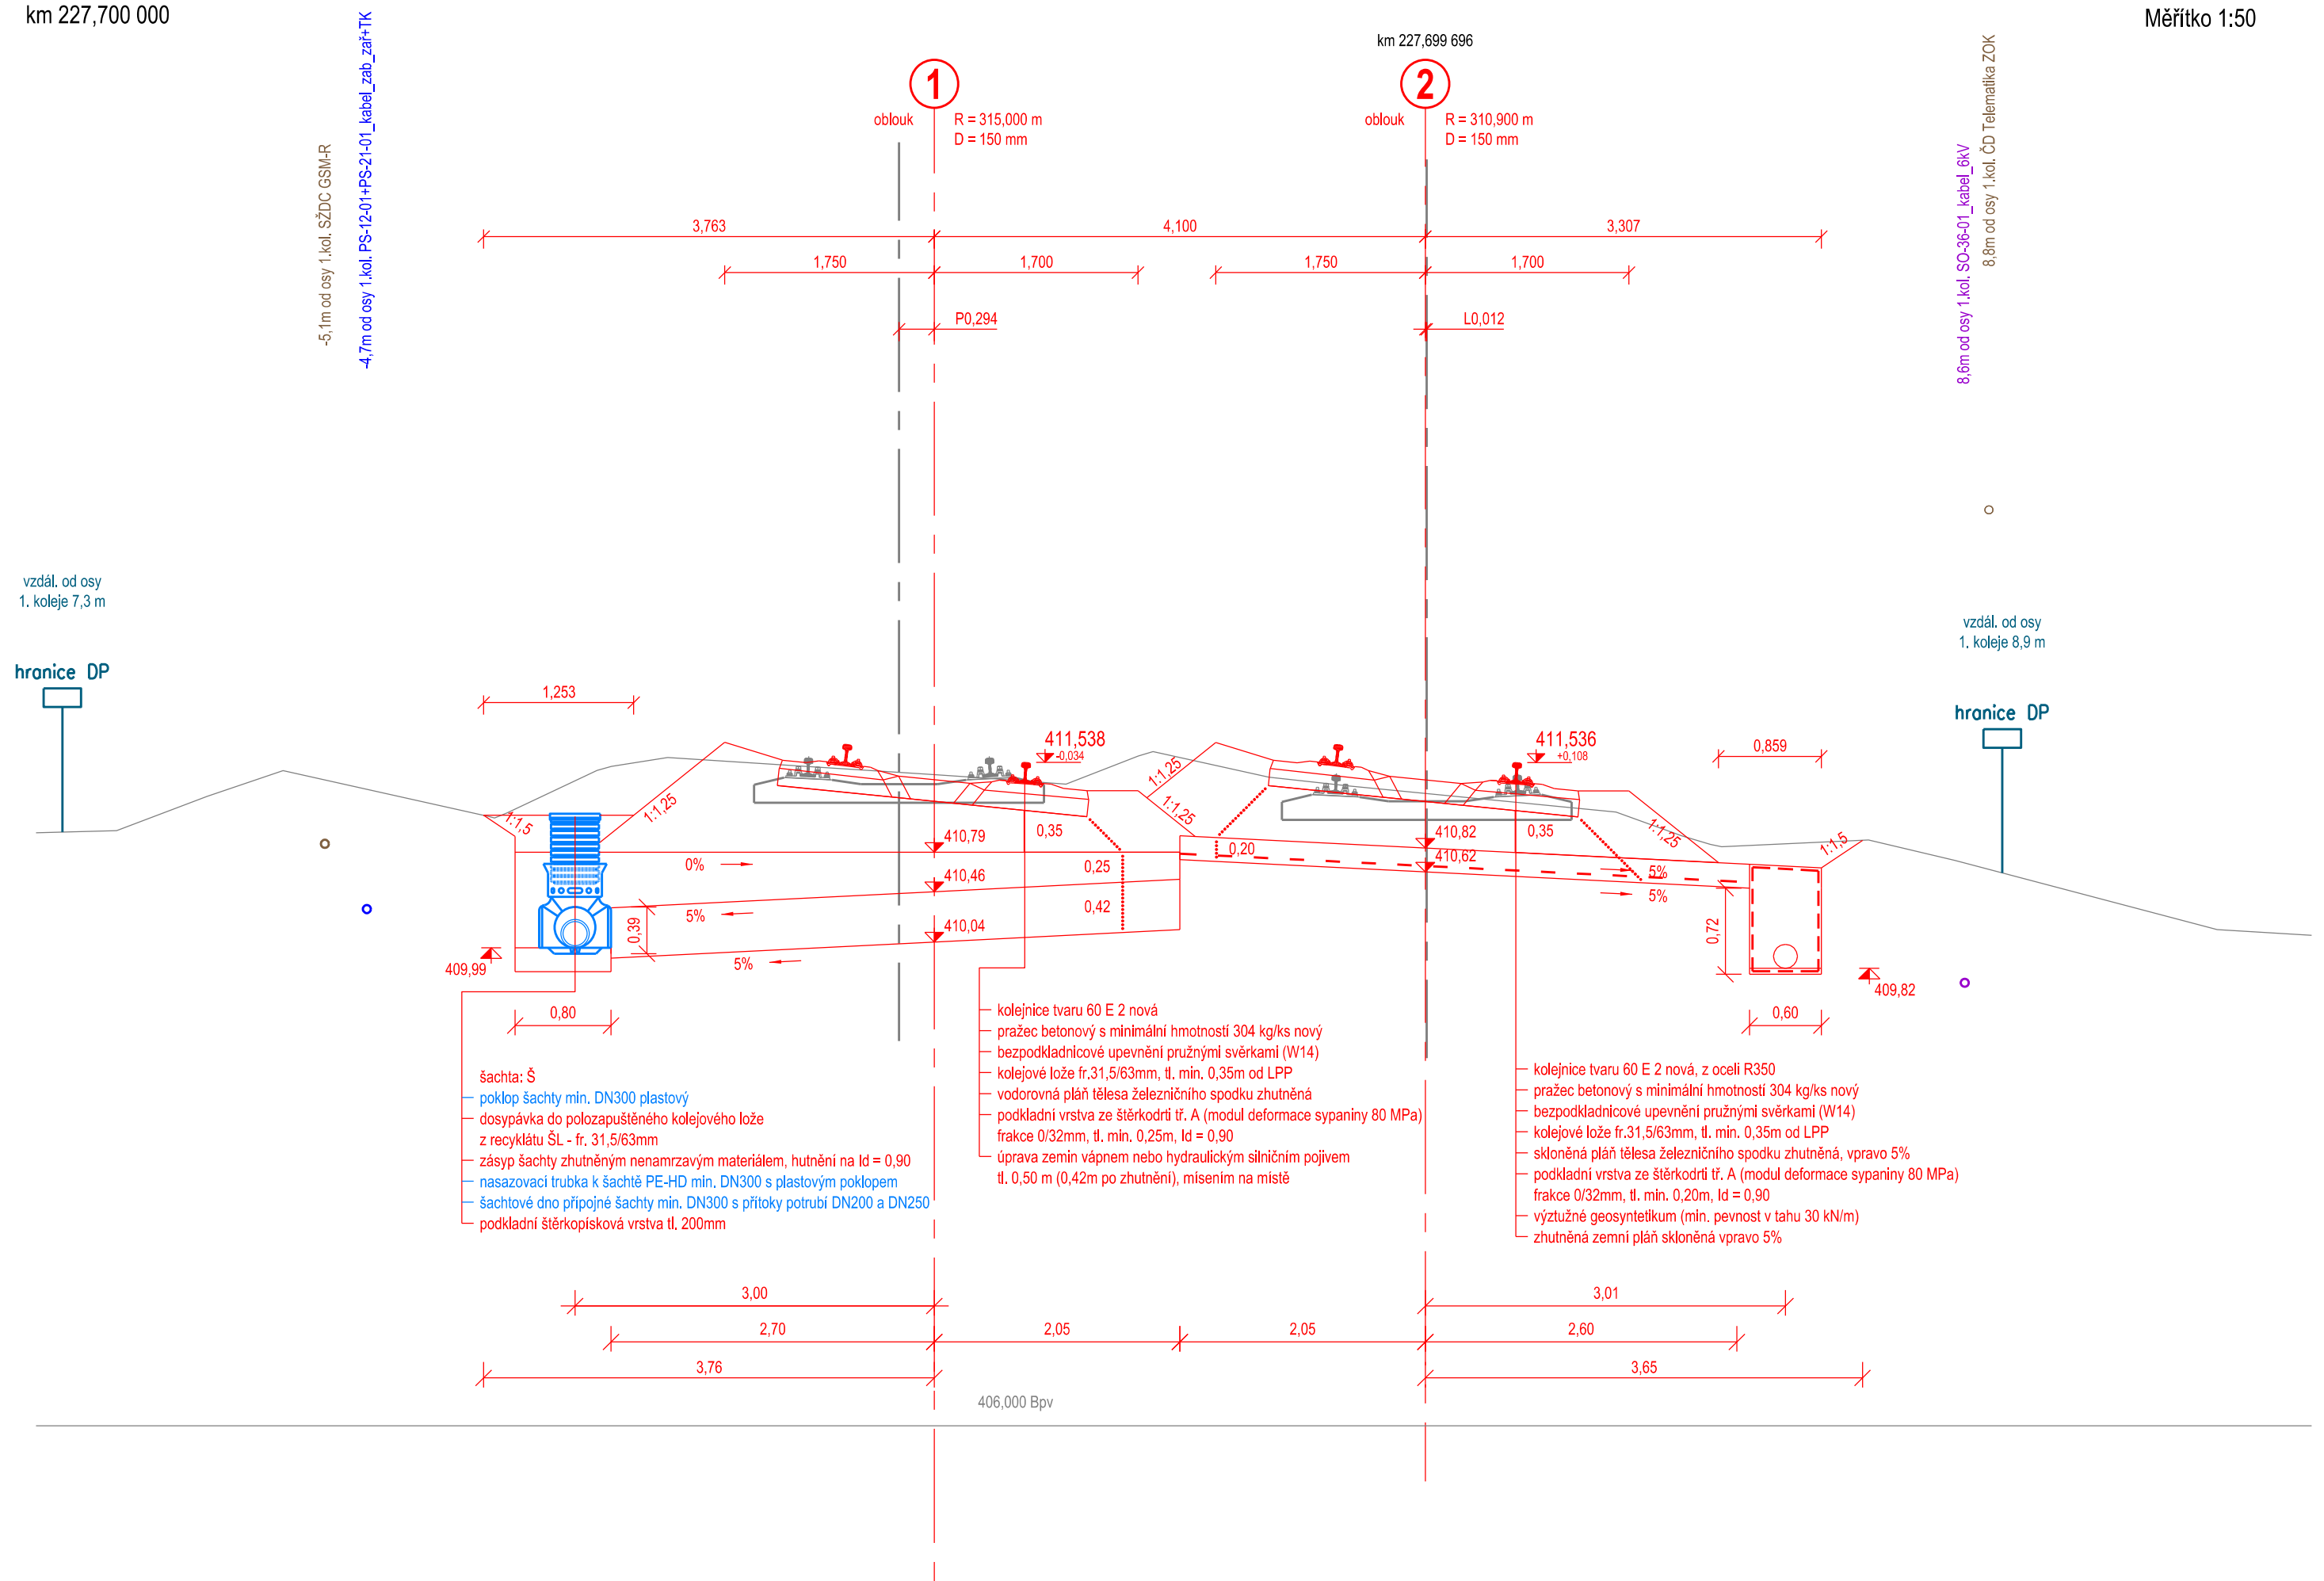 km 227,700 000
Měřítko 1:50
-5,1m od osy 1.kol. SŽDC GSM-R
-4,7m od osy 1.kol. PS-12-01+PS-21-01_kabel_zab_zař+TK
km 227,699 696
8,6m od osy 1.kol. SO-36-01_kabel_6kV
8,8m od osy 1.kol. ČD Telematika ZOK
1
2
oblouk
R = 315,000 m
D = 150 mm
oblouk
R = 310,900 m
D = 150 mm
3,763
4,100
3,307
1,750
1,700
1,750
1,700
P0,294
L0,012
vzdál. od osy
1. koleje 7,3 m
hranice DP
vzdál. od osy
1. koleje 8,9 m
hranice DP
1,253
411,538
-0,034
411,536
+0,108
0,859
1:1,5
1:1,25
1:1,25
1:1,25
1:1,25
1:1,5
0,35
0,35
410,79
410,82
0,20
410,62
0%
0,25
5%
410,46
5%
5%
0,42
0,39
410,04
0,72
5%
409,99
409,82
0,80
0,60
šachta: Š
poklop šachty min. DN300 plastový
dosypávka do polozapuštěného kolejového lože
z recyklátu ŠL - fr. 31,5/63mm
zásyp šachty zhutněným nenamrzavým materiálem, hutnění na Id = 0,90
nasazovací trubka k šachtě PE-HD min. DN300 s plastovým poklopem
šachtové dno přípojné šachty min. DN300 s přítoky potrubí DN200 a DN250
podkladní štěrkopísková vrstva tl. 200mm
kolejnice tvaru 60 E 2 nová
pražec betonový s minimální hmotností 304 kg/ks nový
bezpodkladnicové upevnění pružnými svěrkami (W14)
kolejové lože fr.31,5/63mm, tl. min. 0,35m od LPP
vodorovná pláň tělesa železničního spodku zhutněná
podkladní vrstva ze štěrkodrti tř. A (modul deformace sypaniny 80 MPa)
frakce 0/32mm, tl. min. 0,25m, Id = 0,90
úprava zemin vápnem nebo hydraulickým silničním pojivem
tl. 0,50 m (0,42m po zhutnění), mísením na místě
kolejnice tvaru 60 E 2 nová, z oceli R350
pražec betonový s minimální hmotností 304 kg/ks nový
bezpodkladnicové upevnění pružnými svěrkami (W14)
kolejové lože fr.31,5/63mm, tl. min. 0,35m od LPP
skloněná pláň tělesa železničního spodku zhutněná, vpravo 5%
podkladní vrstva ze štěrkodrti tř. A (modul deformace sypaniny 80 MPa)
frakce 0/32mm, tl. min. 0,20m, Id = 0,90
výztužné geosyntetikum (min. pevnost v tahu 30 kN/m)
zhutněná zemní pláň skloněná vpravo 5%
3,00
3,01
2,70
2,05
2,05
2,60
3,76
3,65
406,000 Bpv